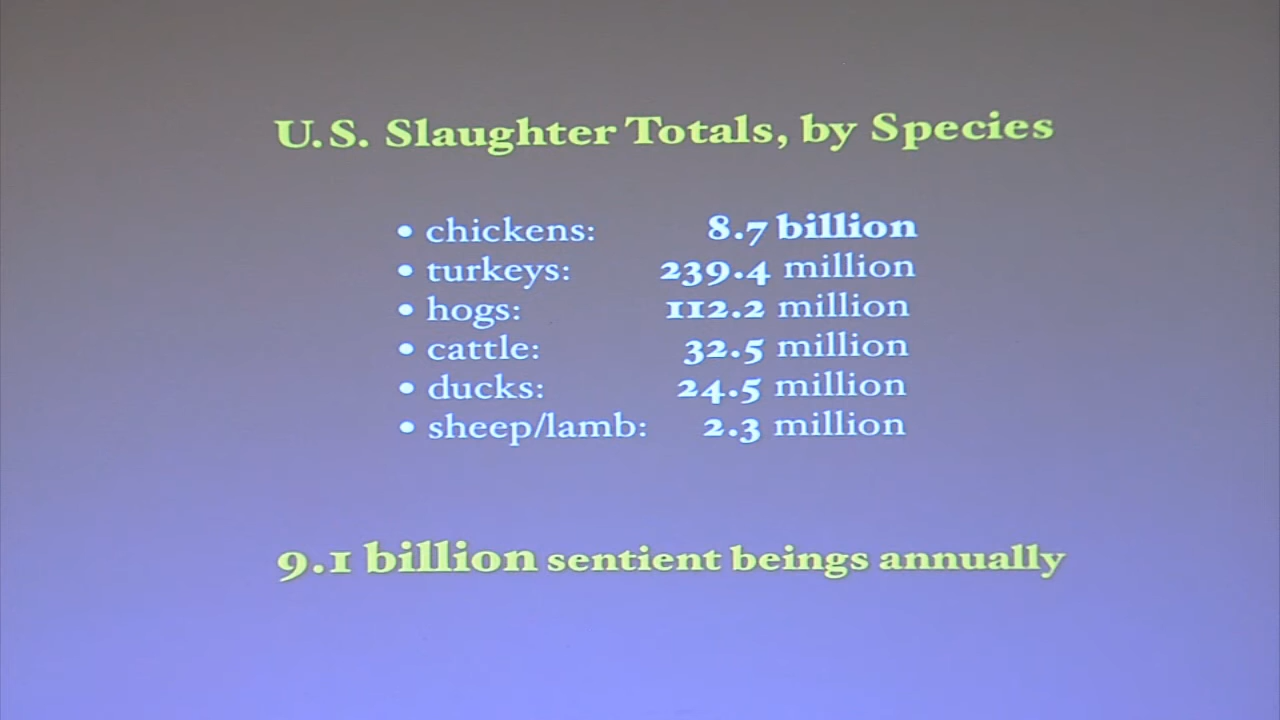 U.S. Slaughter Totals, by Species
• chickens: 8.7 billion
• turkeys: 239.4 million
• hogs: 112.2 million
• cattle: 32.5 million
• ducks: 24.5 million
• sheep/lamb: 2.3 million
9.1 billion sentient beings annually